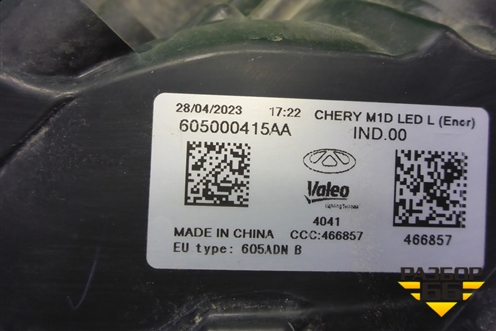 28/04/2023 17:22 CHERY M1D LED L (Enor)
605000415AA IND.00
Valeo
4041
MADE IN CHINA CCC:466857 466857
EU type: 605ADN B
РАЗБОР
66